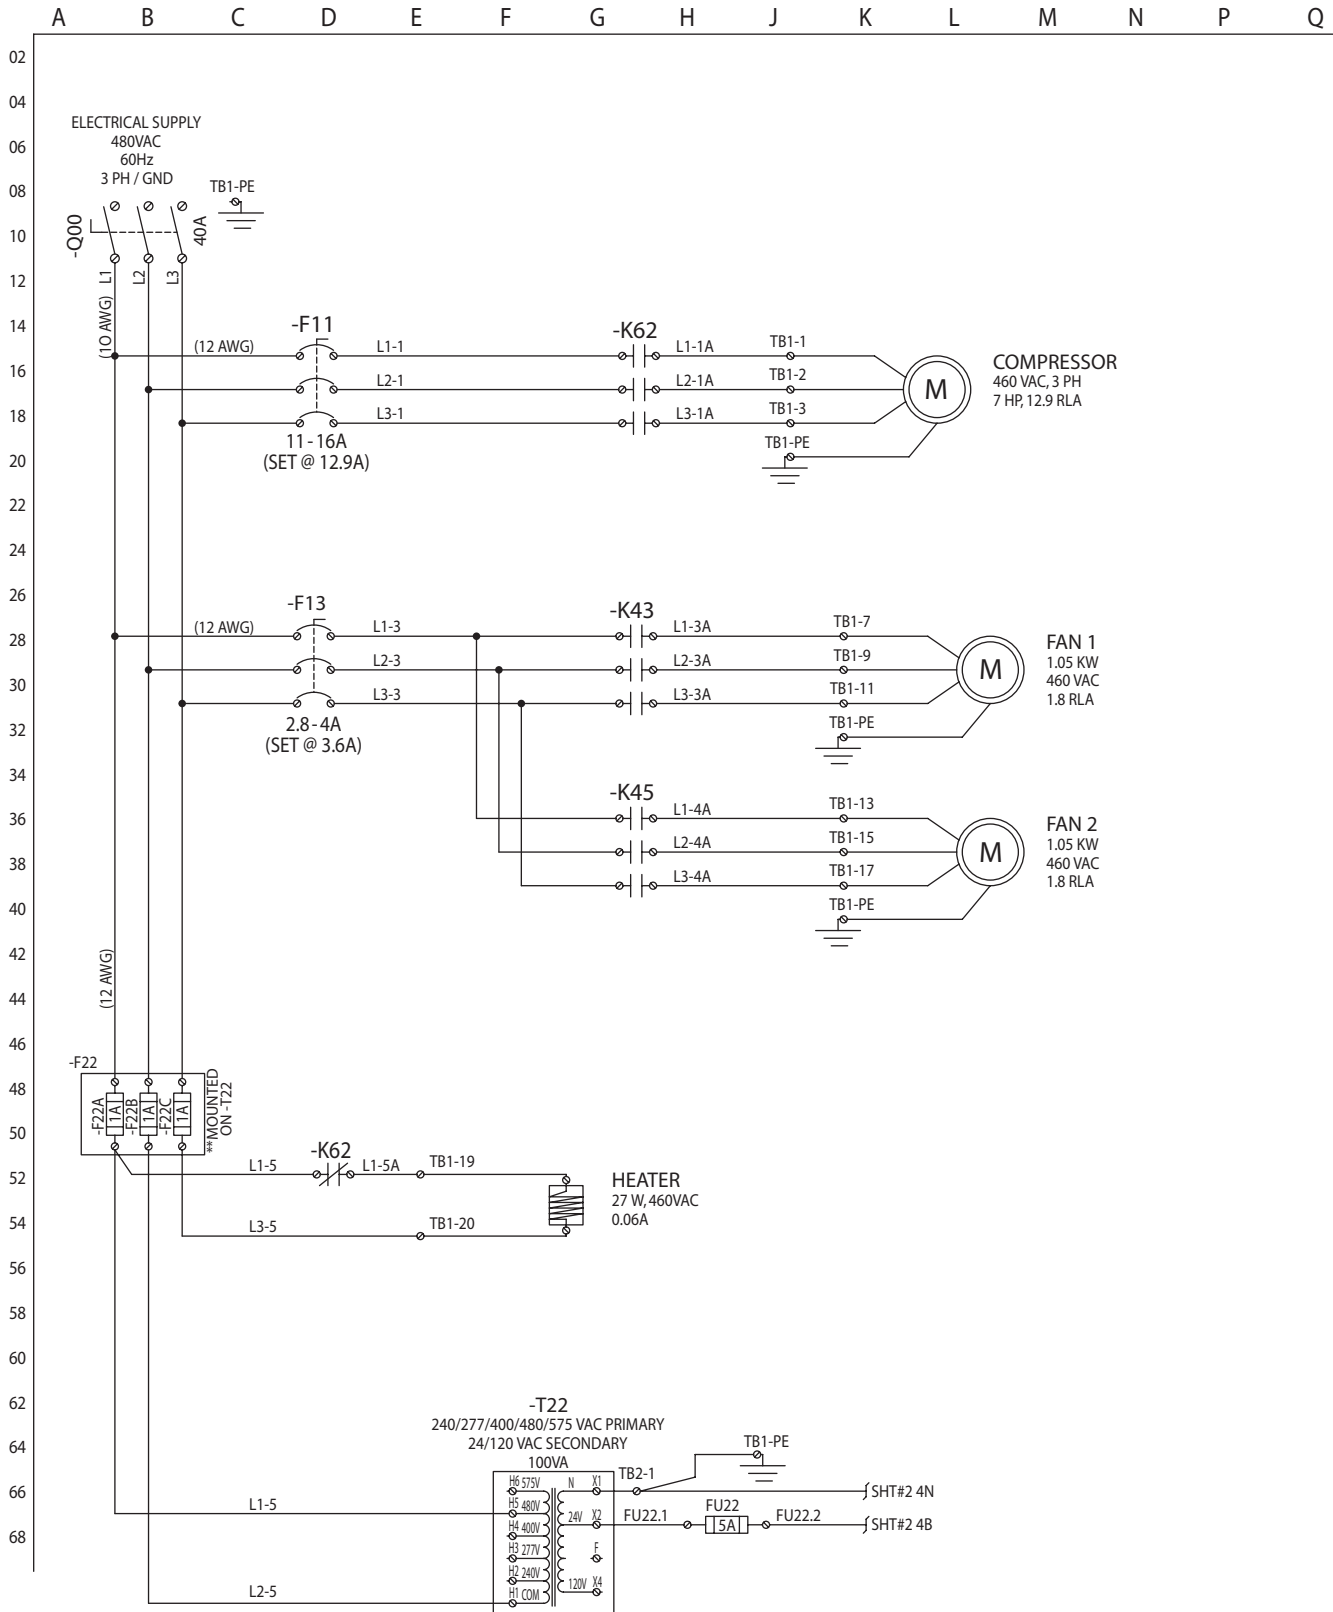 A B C D E F G H J K L M N P Q
02
04
06
08
10
12
14
16
18
20
22
24
26
28
30
32
34
36
38
40
42
44
46
48
50
52
54
56
58
60
62
64
66
68
ELECTRICAL SUPPLY
480VAC
60Hz
3 PH / GND
TB1-PE
-Q00
40A
L1
L2
L3
(10 AWG)
-F11
(12 AWG)
L1-1
L2-1
L3-1
11-16A
(SET @ 12.9A)
-K62
L1-1A
L2-1A
L3-1A
TB1-1
TB1-2
TB1-3
TB1-PE
M
COMPRESSOR
460 VAC, 3 PH
7 HP, 12.9 RLA
-F13
(12 AWG)
L1-3
L2-3
L3-3
2.8-4A
(SET @ 3.6A)
-K43
L1-3A
L2-3A
L3-3A
TB1-7
TB1-9
TB1-11
TB1-PE
M
FAN 1
1.05 KW
460 VAC
1.8 RLA
-K45
L1-4A
L2-4A
L3-4A
TB1-13
TB1-15
TB1-17
TB1-PE
M
FAN 2
1.05 KW
460 VAC
1.8 RLA
(12 AWG)
-F22
-F22A
1A
-F22B
1A
-F22C
1A
**MOUNTED
ON -T22
L1-5
-K62
L1-5A
TB1-19
L3-5
TB1-20
HEATER
27 W, 460VAC
0.06A
-T22
240/277/400/480/575 VAC PRIMARY
24/120 VAC SECONDARY
100VA
H6 575V
H5 480V
H4 400V
H3 277V
H2 240V
H1 COM
N X1
24V X2
F
120V X4
L1-5
L2-5
TB2-1
TB1-PE
SHT#2 4N
FU22.1
FU22
5A
FU22.2
SHT#2 4B